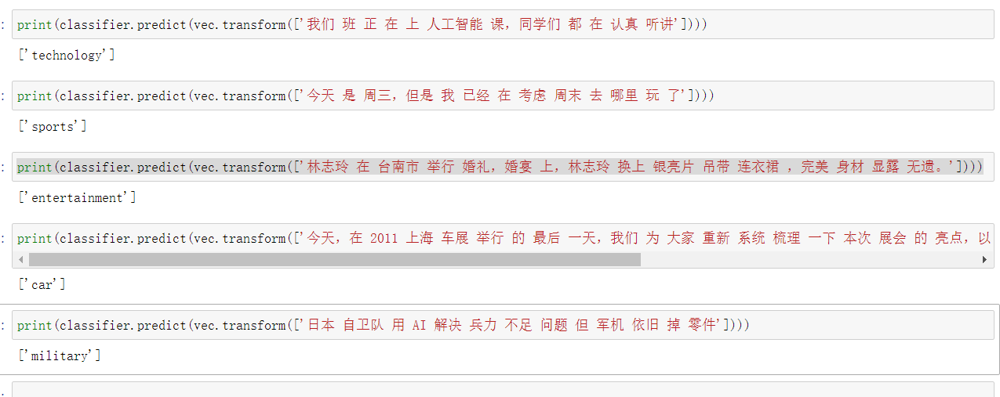 : print(classifier.predict(vec.transform(['我们 班 正 在 上 人工智能 课，同学们 都 在 认真 听讲'])))
['technology']
: print(classifier.predict(vec.transform(['今天 是 周三，但是 我 已经 在 考虑 周末 去 哪里 玩 了'])))
['sports']
: print(classifier.predict(vec.transform(['林志玲 在 台南市 举行 婚礼，婚宴 上，林志玲 换上 银亮片 吊带 连衣裙 ，完美 身材 显露 无遗。'])))
['entertainment']
: print(classifier.predict(vec.transform(['今天，在 2011 上海 车展 举行 的 最后 一天，我们 为 大家 重新 系统 梳理 一下 本次 展会 的 亮点，以
['car']
: print(classifier.predict(vec.transform(['日本 自卫队 用 AI 解决 兵力 不足 问题 但 军机 依旧 掉 零件'])))
['military']
: